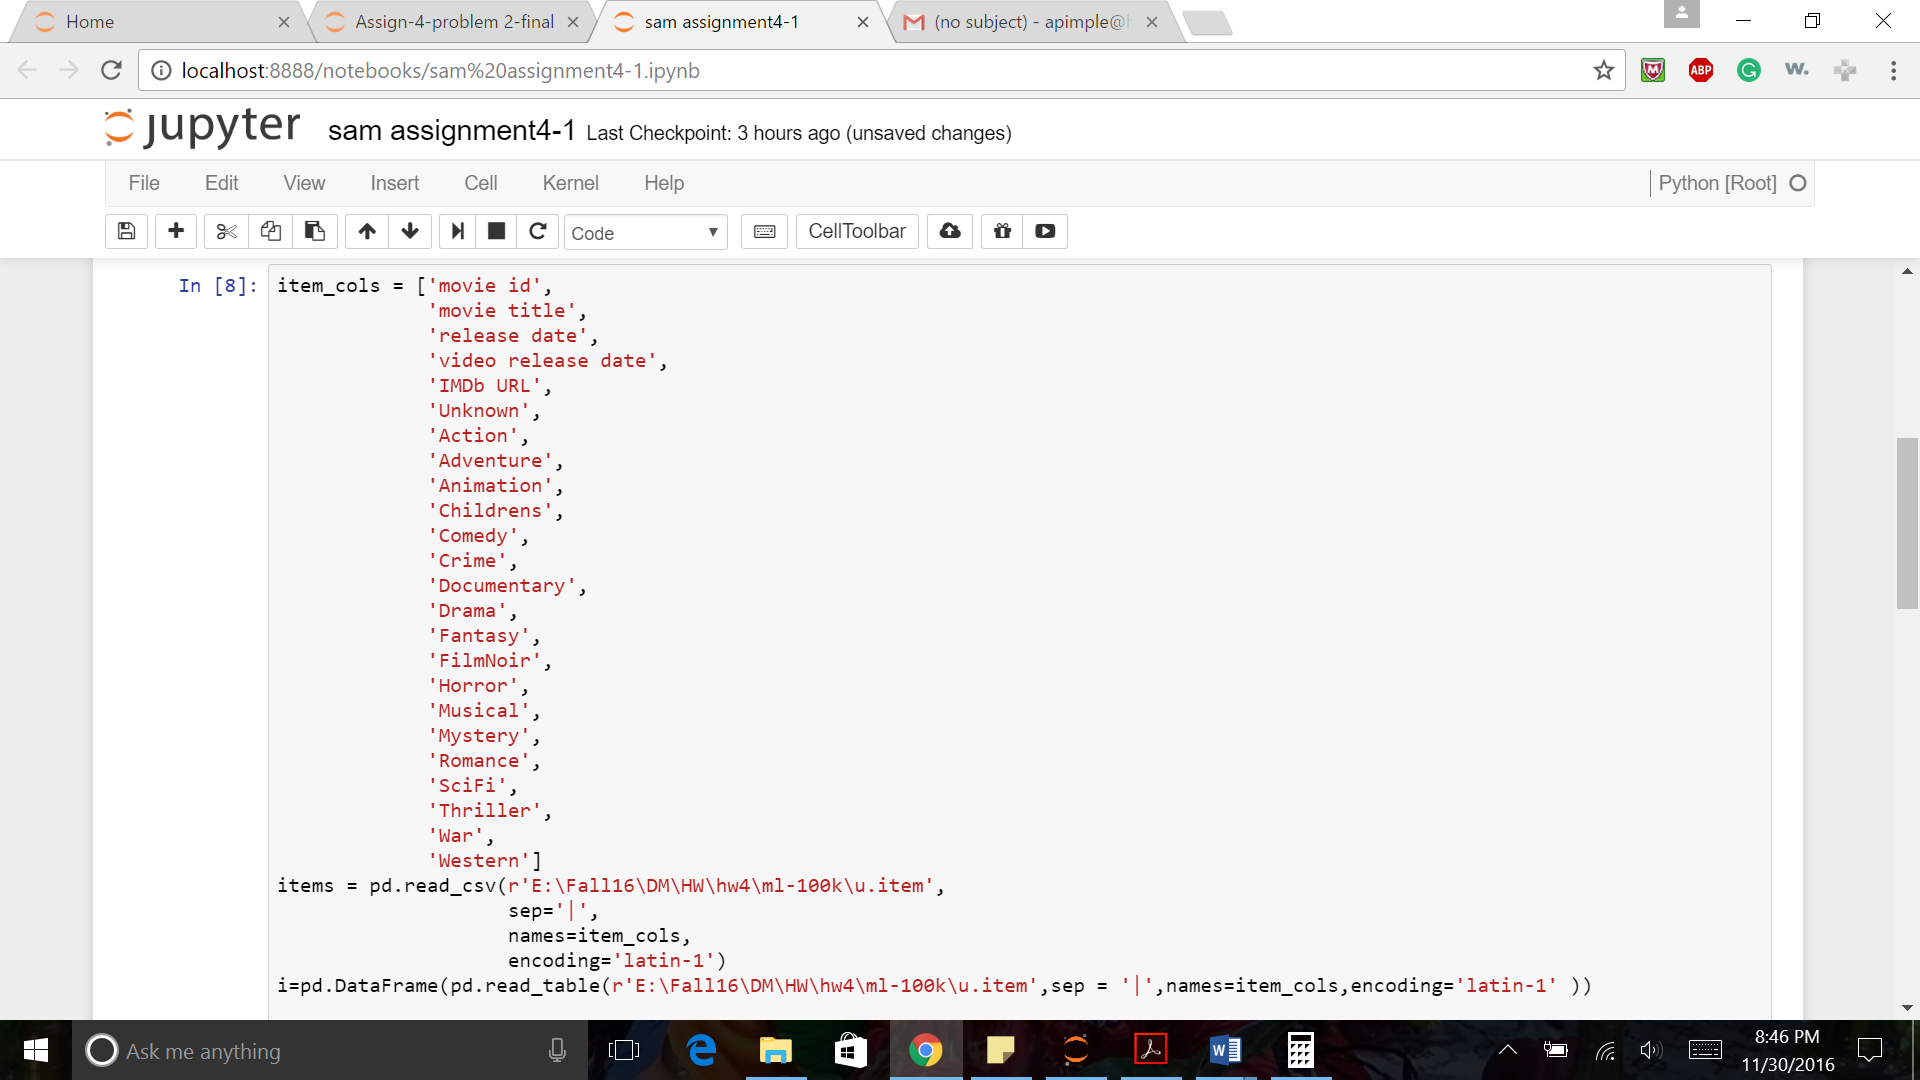 Home
Assign-4-problem 2-final
sam assignment4-1
(no subject) - apimple@
localhost:8888/notebooks/sam%20assignment4-1.ipynb
ABP
G
w.
jupyter
sam assignment4-1 Last Checkpoint: 3 hours ago (unsaved changes)
File Edit View Insert Cell Kernel Help
Python [Root]
Code
CellToolbar
In [8]: item_cols = ['movie id',
'movie title',
'release date',
'video release date',
'IMDb URL',
'Unknown',
'Action',
'Adventure',
'Animation',
'Childrens',
'Comedy',
'Crime',
'Documentary',
'Drama',
'Fantasy',
'FilmNoir',
'Horror',
'Musical',
'Mystery',
'Romance',
'SciFi',
'Thriller',
'War',
'Western']
items = pd.read_csv(r'E:\Fall16\DM\HW\hw4\ml-100k\u.item',
sep='|',
names=item_cols,
encoding='latin-1')
i=pd.DataFrame(pd.read_table(r'E:\Fall16\DM\HW\hw4\ml-100k\u.item',sep = '|',names=item_cols,encoding='latin-1' ))
Ask me anything
8:46 PM
11/30/2016